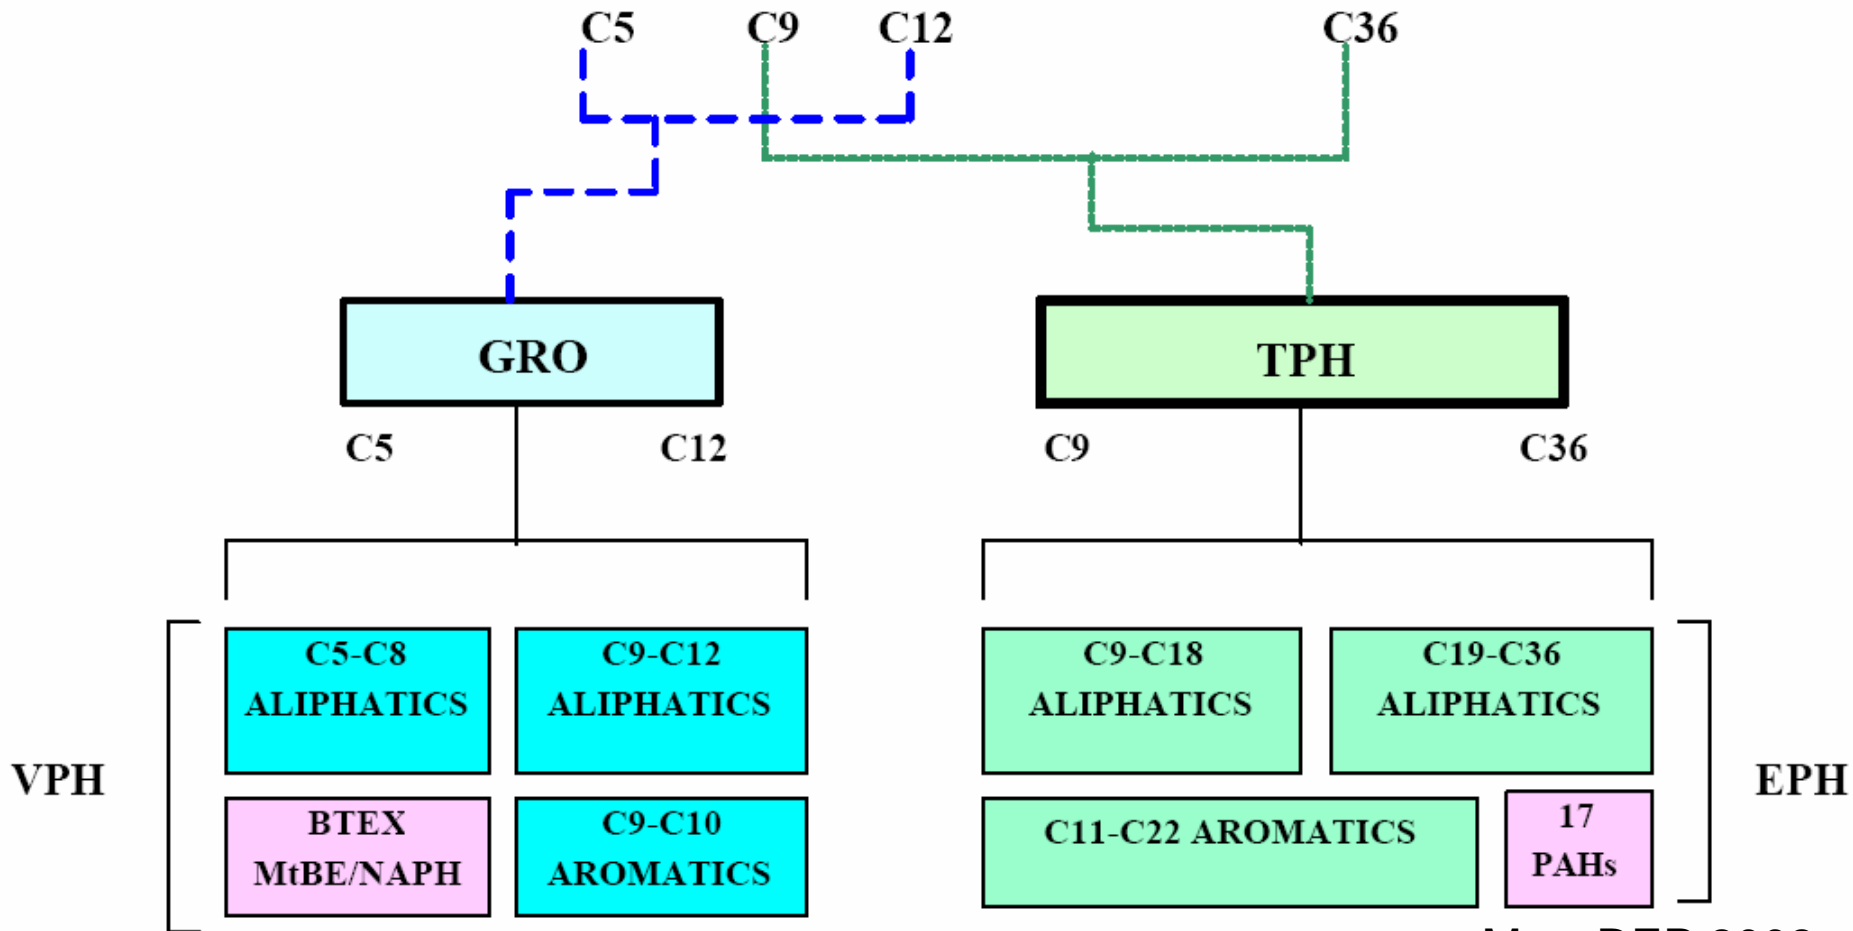 C5 C9 C12 C36
GRO
TPH
C5 C12 C9 C36
VPH
C5-C8
ALIPHATICS
C9-C12
ALIPHATICS
BTEX
MtBE/NAPH
C9-C10
AROMATICS
C9-C18
ALIPHATICS
C19-C36
ALIPHATICS
C11-C22 AROMATICS
17
PAHs
EPH